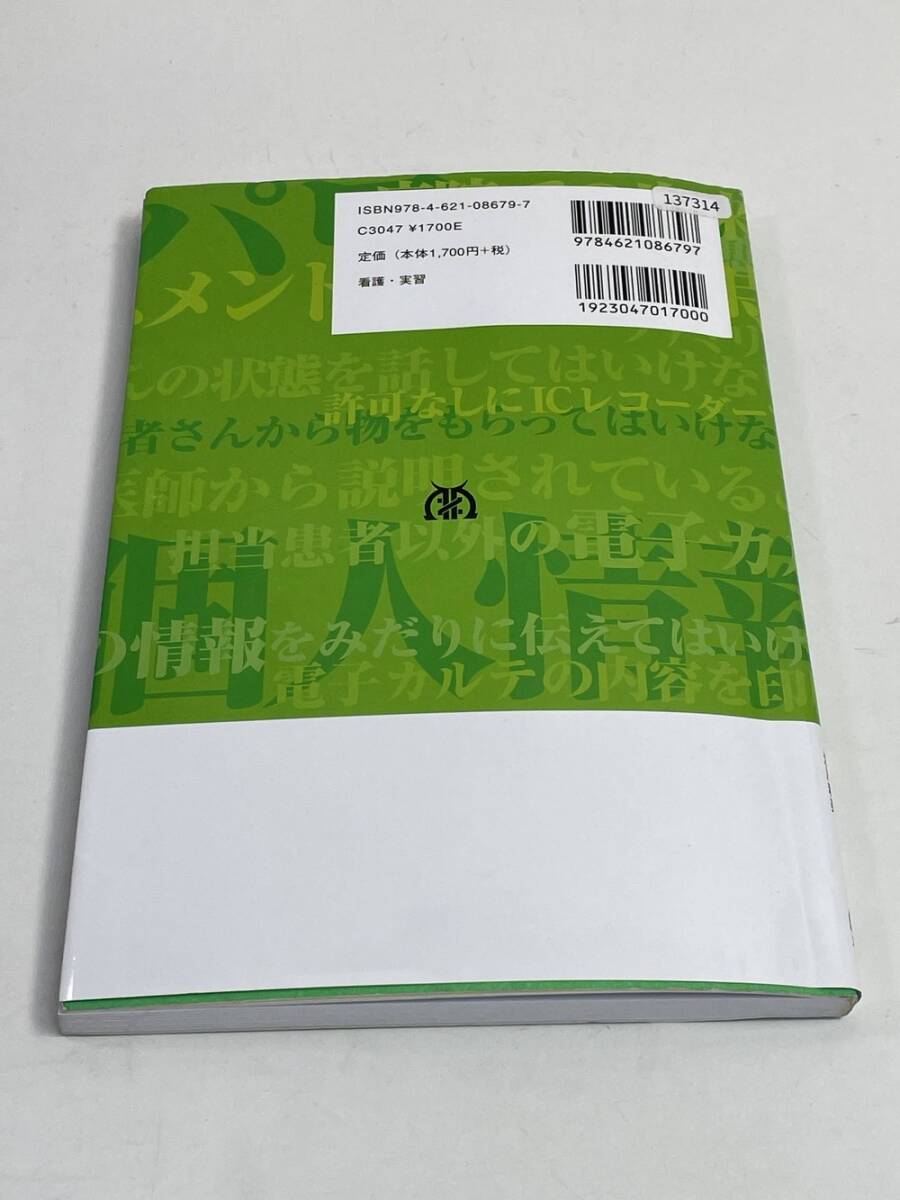 137314
ISBN978-4-621-08679-7
C3047 ¥1700E
定価（本体1,700円+税）
看護・実習
9784621086797
1923047017000
パ
メント
んの状態を話してはいけな
許可なしにICレコーダー
者さんから物をもらってはいけな
医師から説明されている
担当患者以外の電子カ
個人情報
の情報をみだりに伝えてはいけ
電子カルテの内容を印